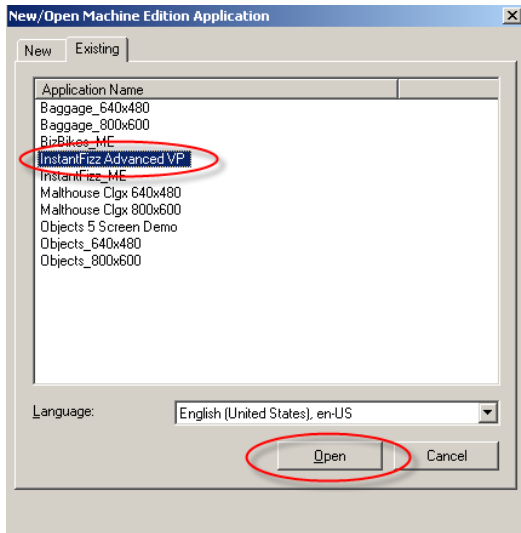 New/Open Machine Edition Application
New Existing
Application Name
Baggage_640x480
Baggage_800x600
BizBikes_ME
InstantFizz Advanced VP
InstantFizz_ME
Malthouse Clgx 640x480
Malthouse Clgx 800x600
Objects 5 Screen Demo
Objects_640x480
Objects_800x600
Language: English (United States), en-US
Open Cancel